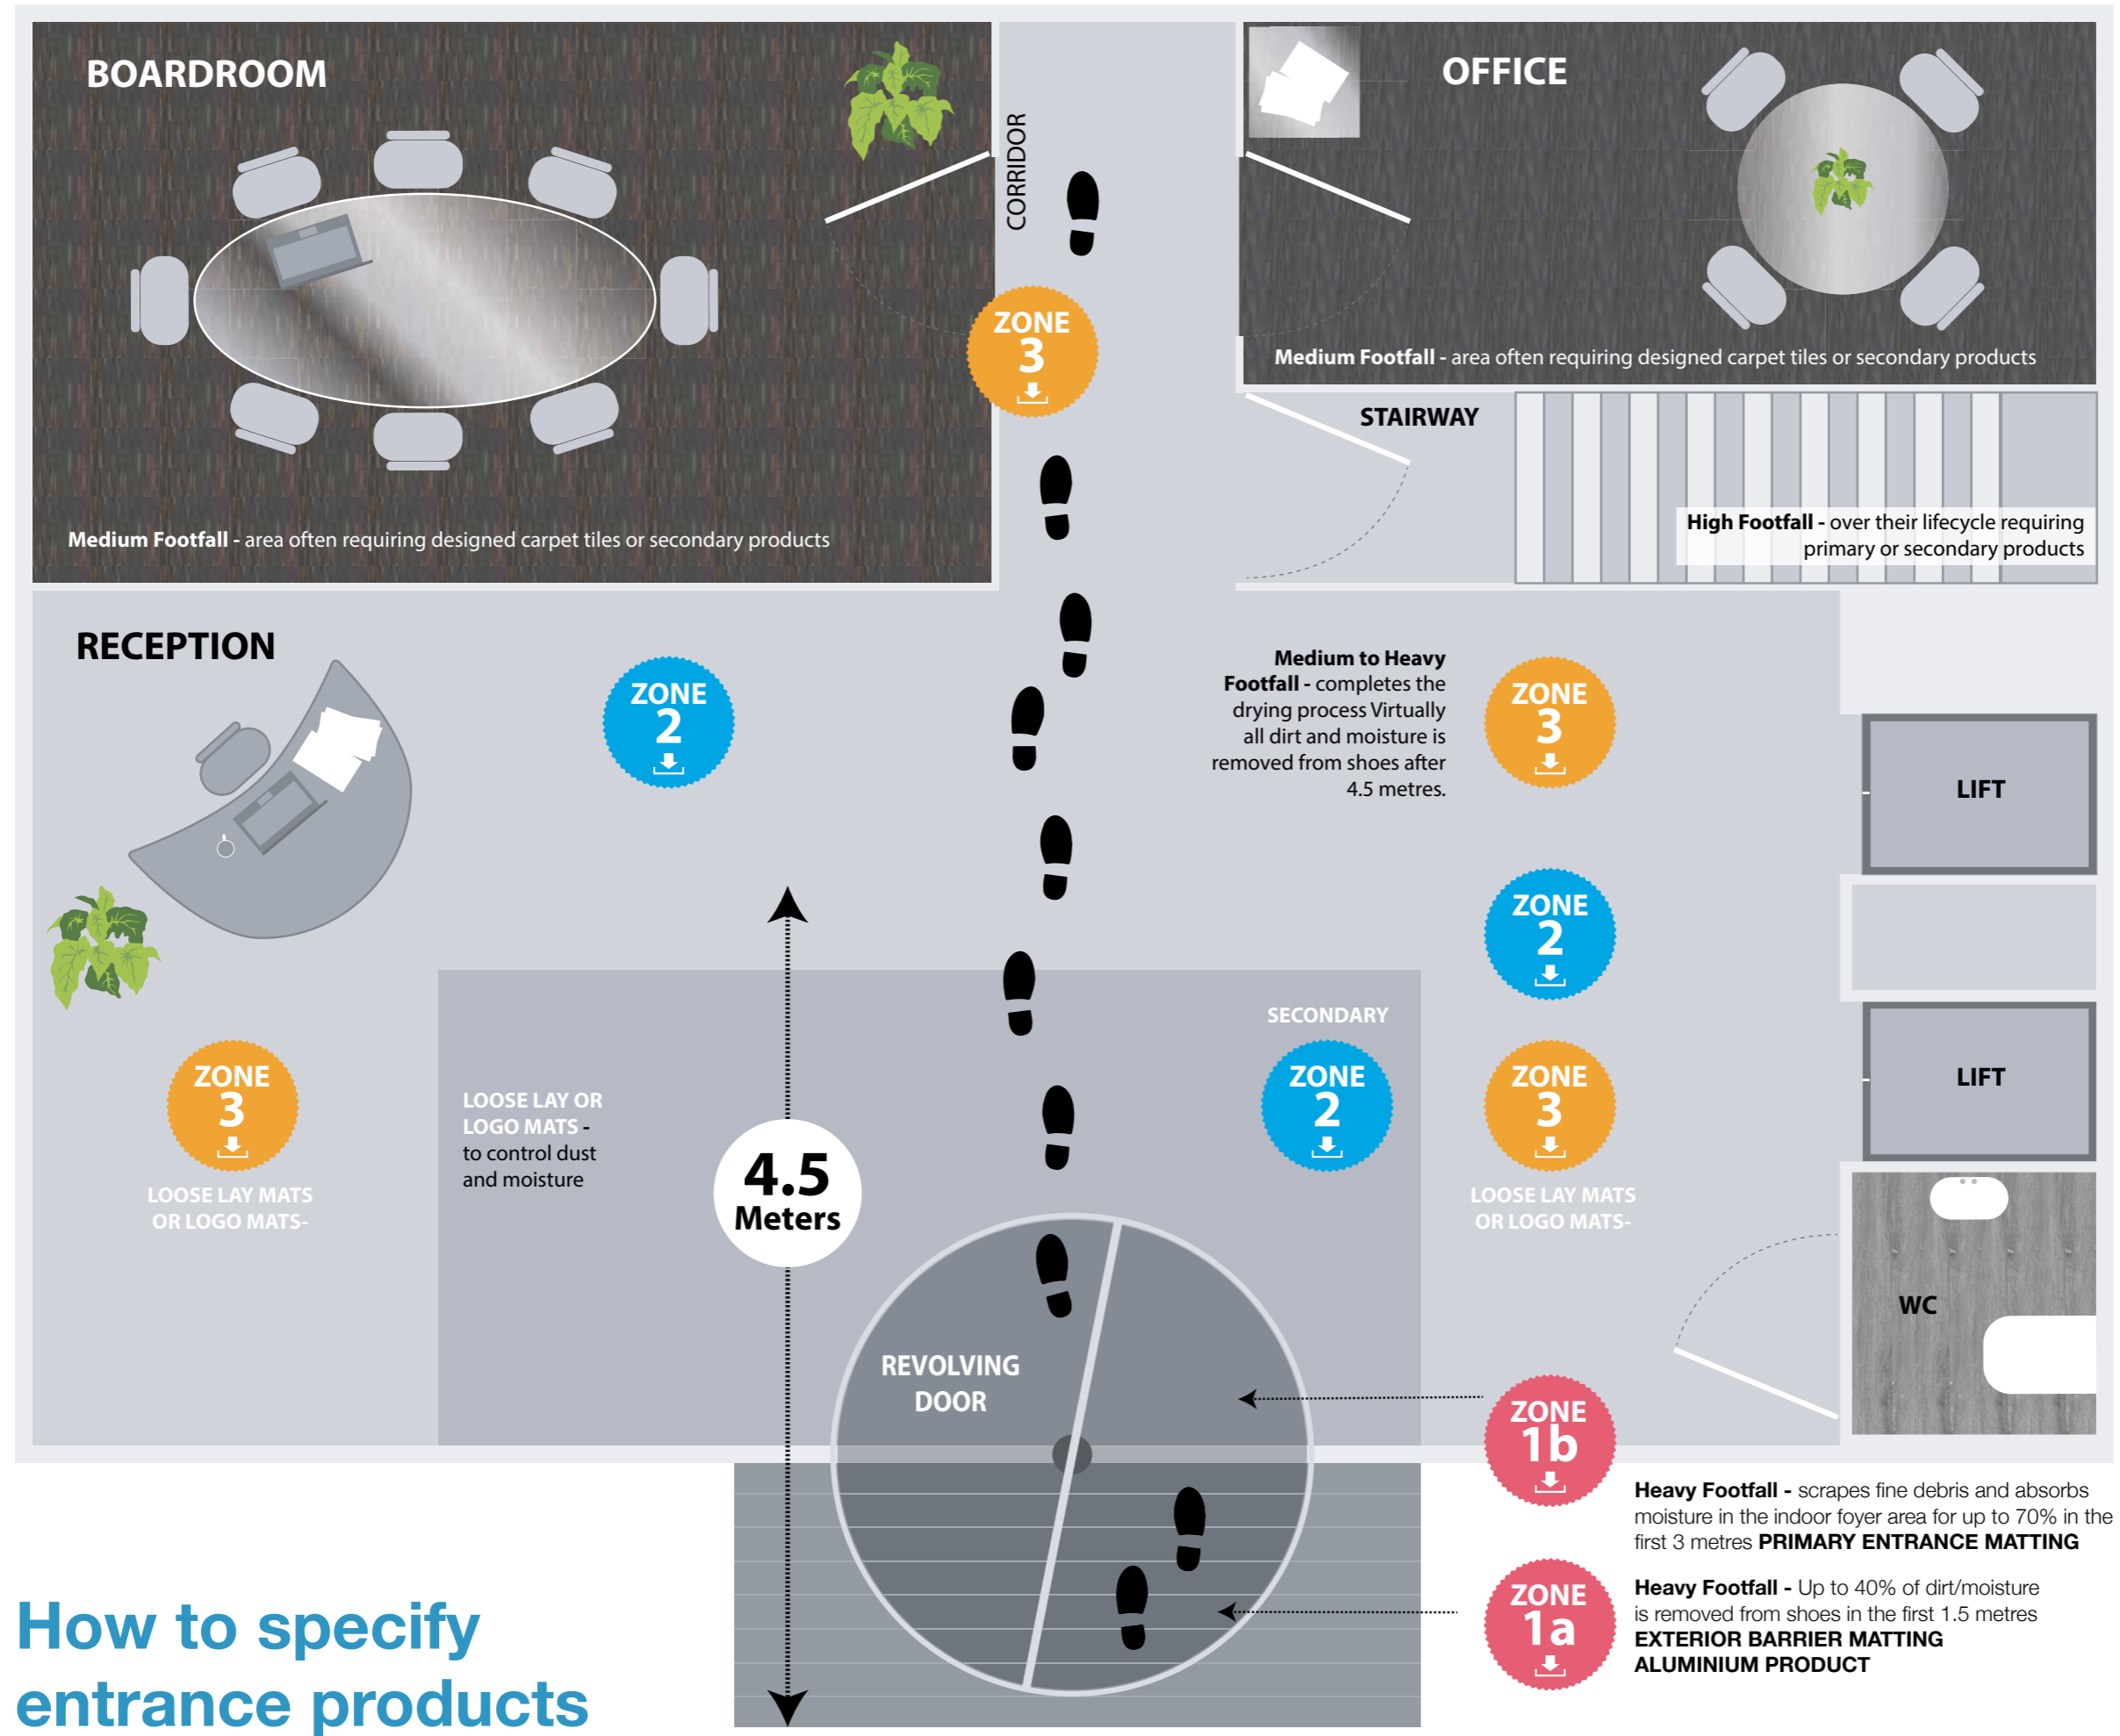 BOARDROOM
CORRIDOR
OFFICE
ZONE
3
Medium Footfall - area often requiring designed carpet tiles or secondary products
STAIRWAY
High Footfall - over their lifecycle requiring
primary or secondary products
Medium Footfall - area often requiring designed carpet tiles or secondary products
RECEPTION
ZONE
2
Medium to Heavy
Footfall - completes the
drying process Virtually
all dirt and moisture is
removed from shoes after
4.5 metres.
ZONE
3
LIFT
ZONE
2
SECONDARY
ZONE
3
LOOSE LAY MATS
OR LOGO MATS-
LOOSE LAY OR
LOGO MATS -
to control dust
and moisture
4.5
Meters
ZONE
2
ZONE
3
LOOSE LAY MATS
OR LOGO MATS-
LIFT
WC
REVOLVING
DOOR
ZONE
1b
Heavy Footfall - scrapes fine debris and absorbs
moisture in the indoor foyer area for up to 70% in the
first 3 metres PRIMARY ENTRANCE MATTING
ZONE
1a
Heavy Footfall - Up to 40% of dirt/moisture
is removed from shoes in the first 1.5 metres
EXTERIOR BARRIER MATTING
ALUMINIUM PRODUCT
How to specify
entrance products